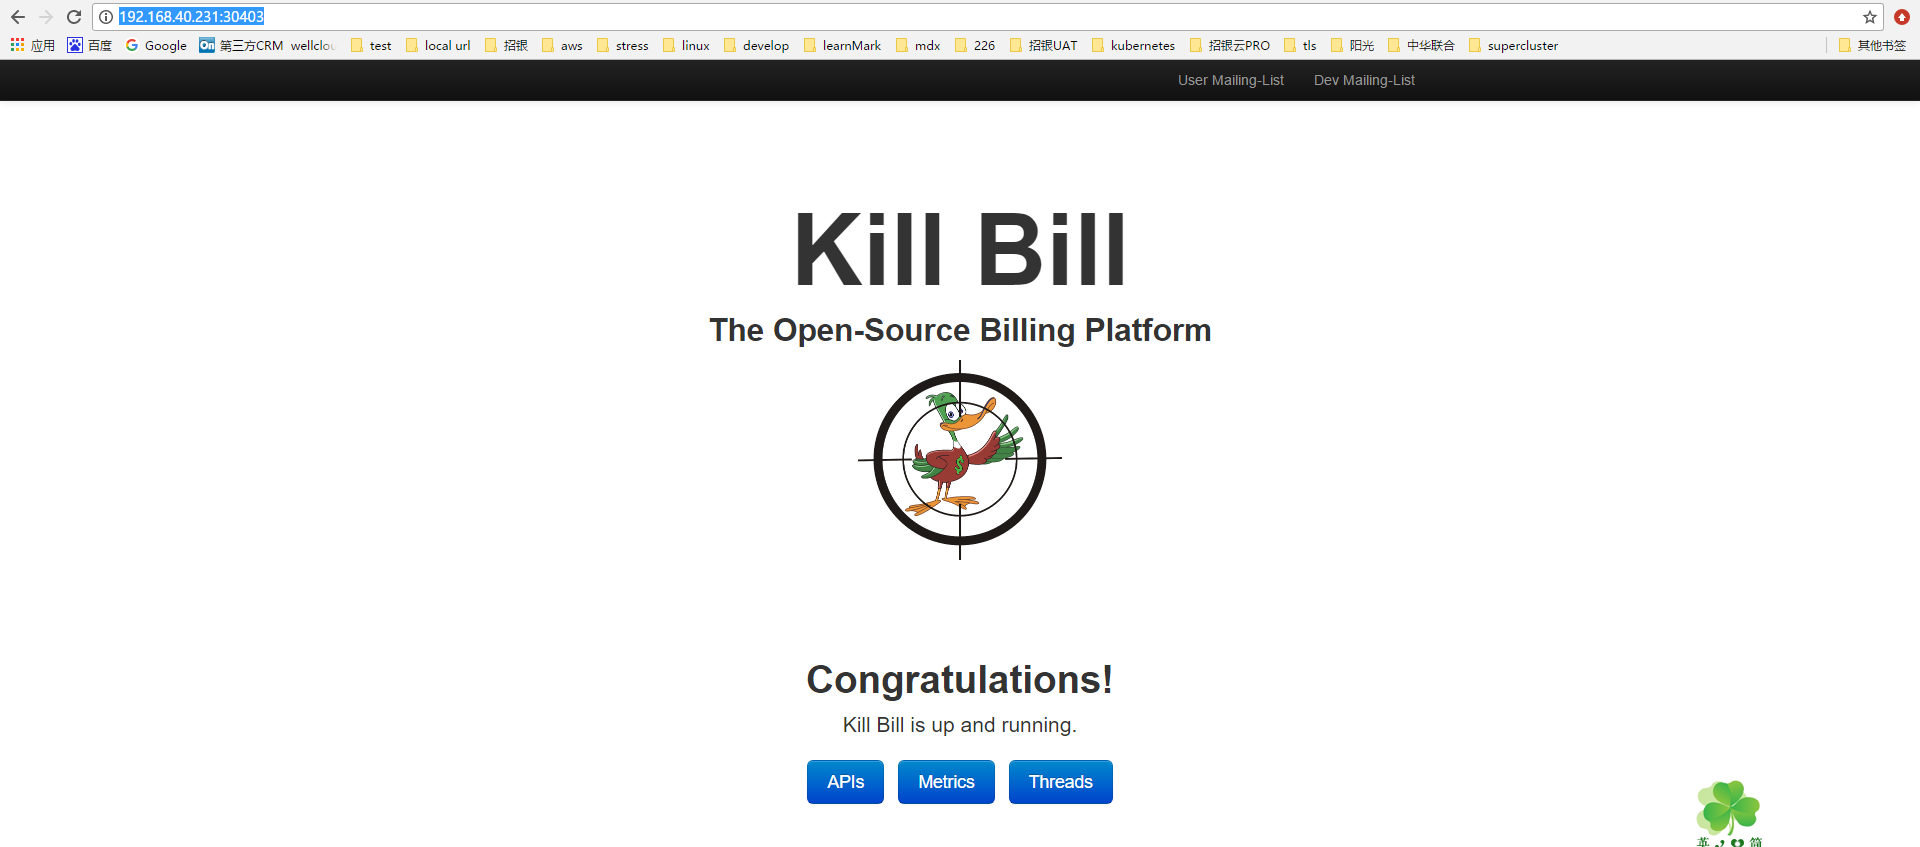 192.168.40.231:30403
应用 百度 Google On 第三方CRM wellclou test local url 招银 aws stress linux develop learnMark mdx 226 招银UAT kubernetes 招银云PRO tls 阳光 中华联合 supercluster 其他书签
User Mailing-List Dev Mailing-List
Kill Bill
The Open-Source Billing Platform
$
Congratulations!
Kill Bill is up and running.
APIs Metrics Threads
英 简